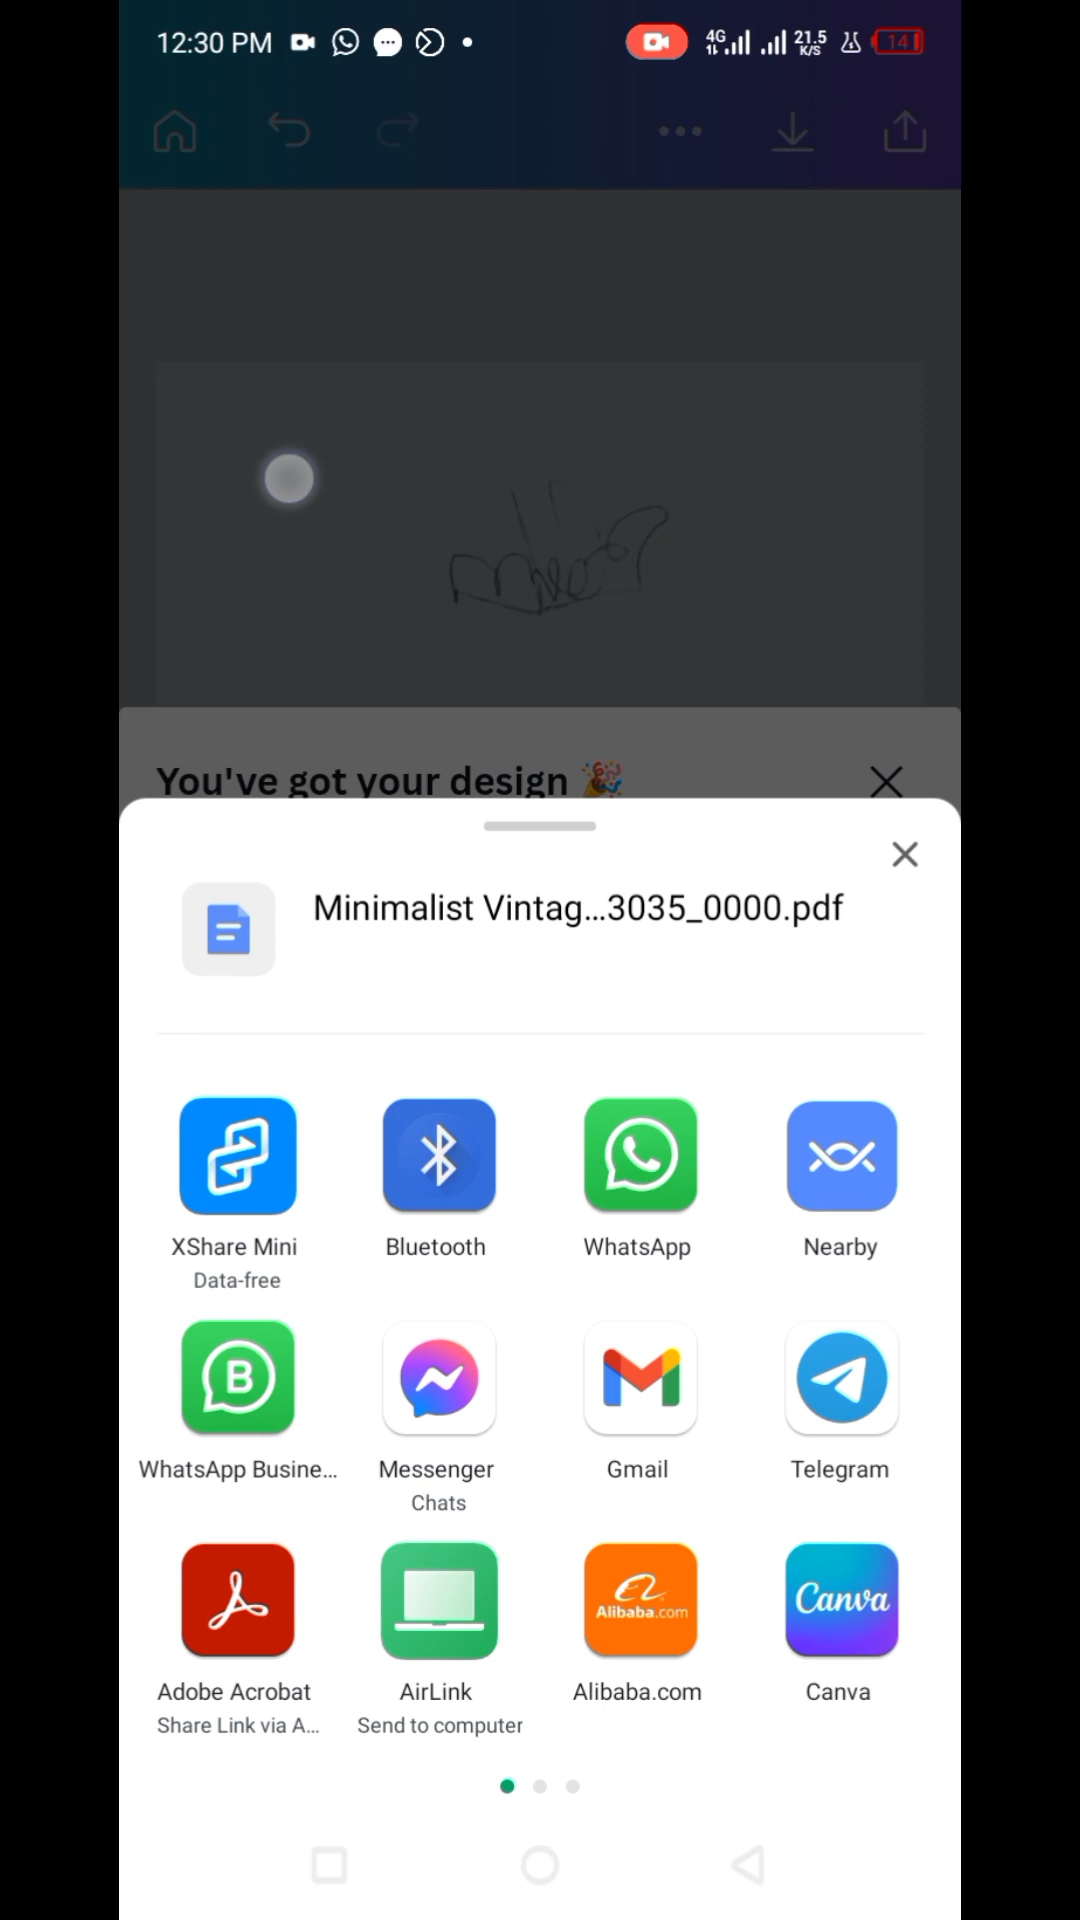 12:30 PM
4G
21.5
K/S
14
You've got your design 🎉
Minimalist Vintag...3035_0000.pdf
XShare Mini
Data-free
Bluetooth
WhatsApp
Nearby
B
WhatsApp Busine...
Messenger
Chats
Gmail
Telegram
Alibaba.com
Canva
Adobe Acrobat
Share Link via A...
AirLink
Send to computer
Alibaba.com
Canva